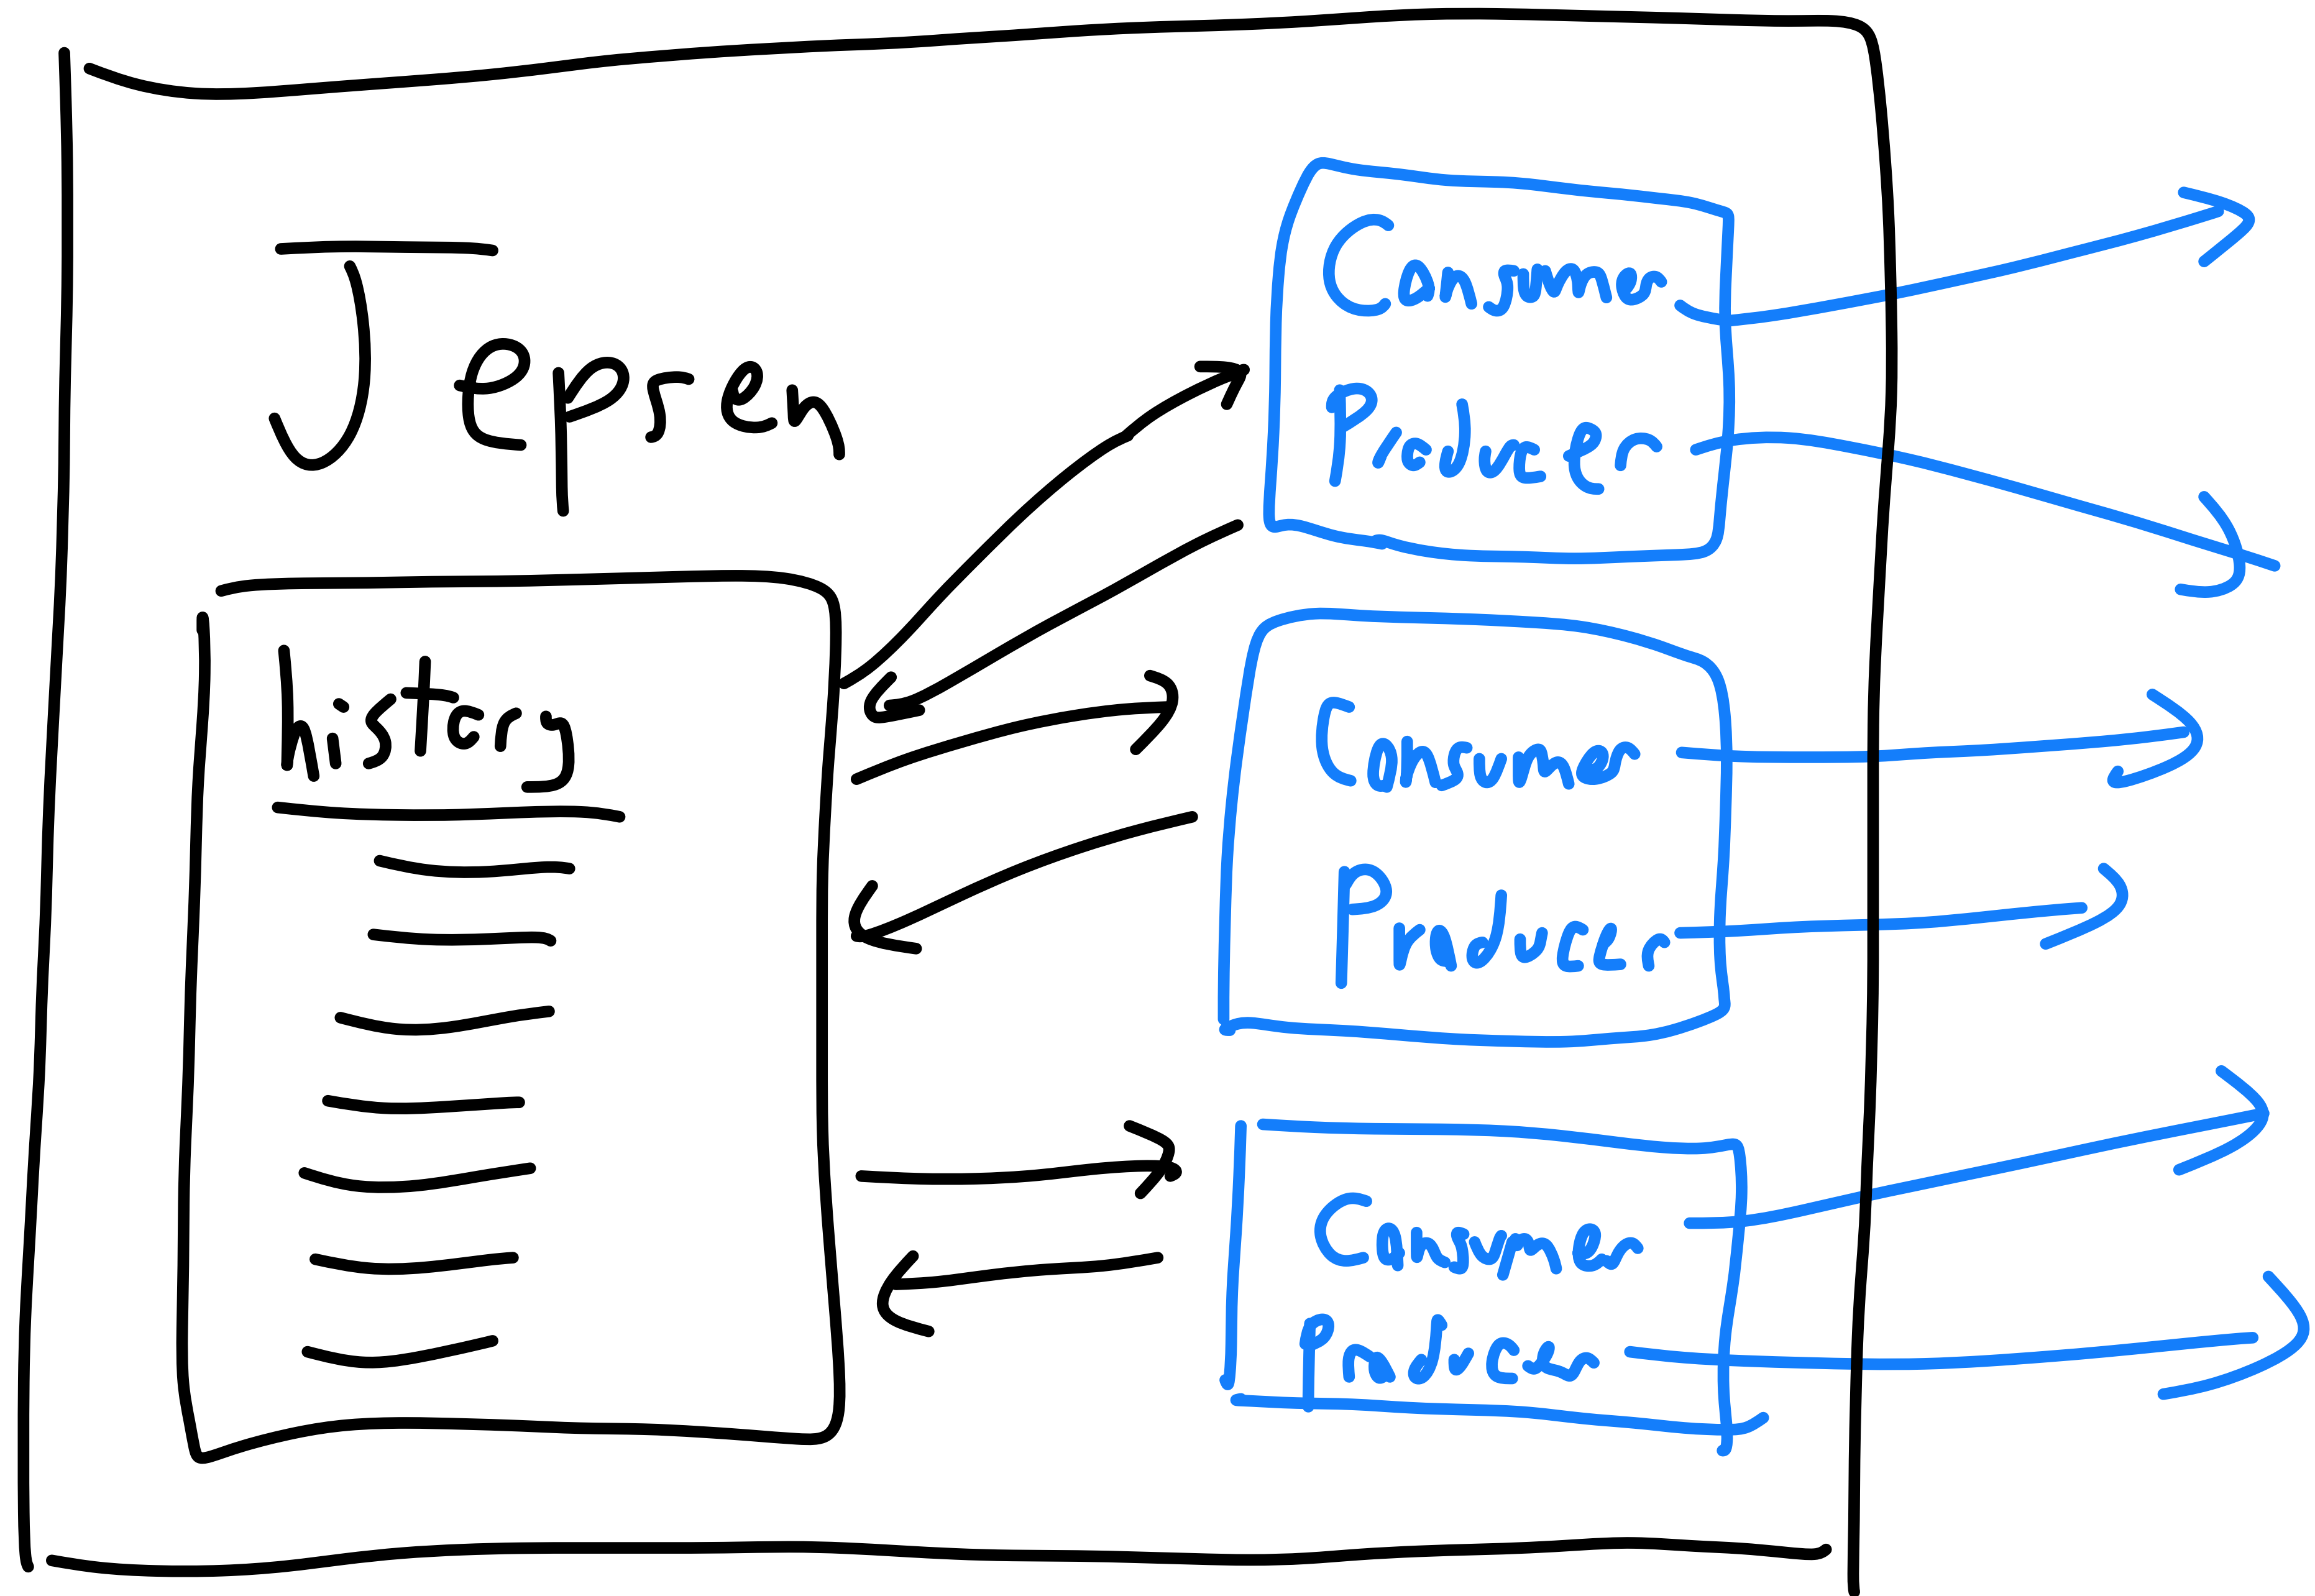 Jepsen
history
Consumer
Producer
Consumer
Producer
Consumer
Producer